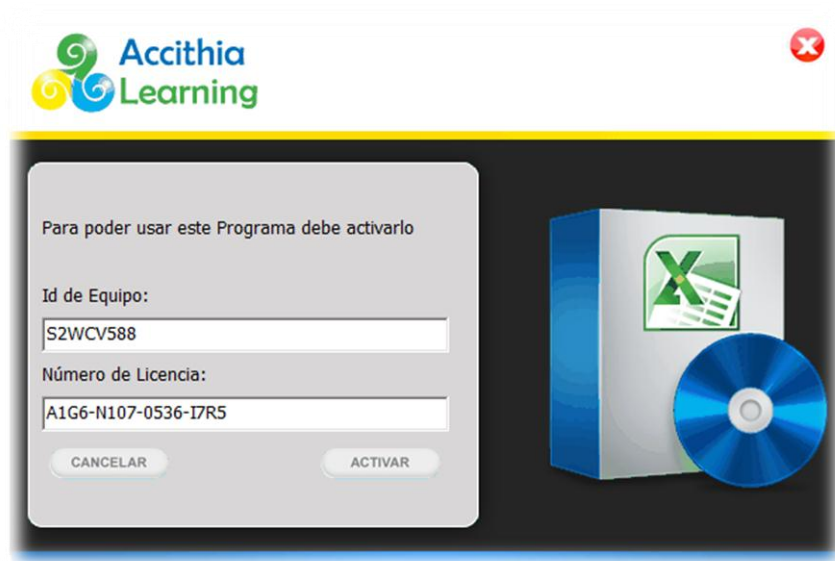 Accithia
Learning
Para poder usar este Programa debe activarlo
Id de Equipo:
S2WCV588
Número de Licencia:
A1G6-N107-0536-I7R5
CANCELAR
ACTIVAR